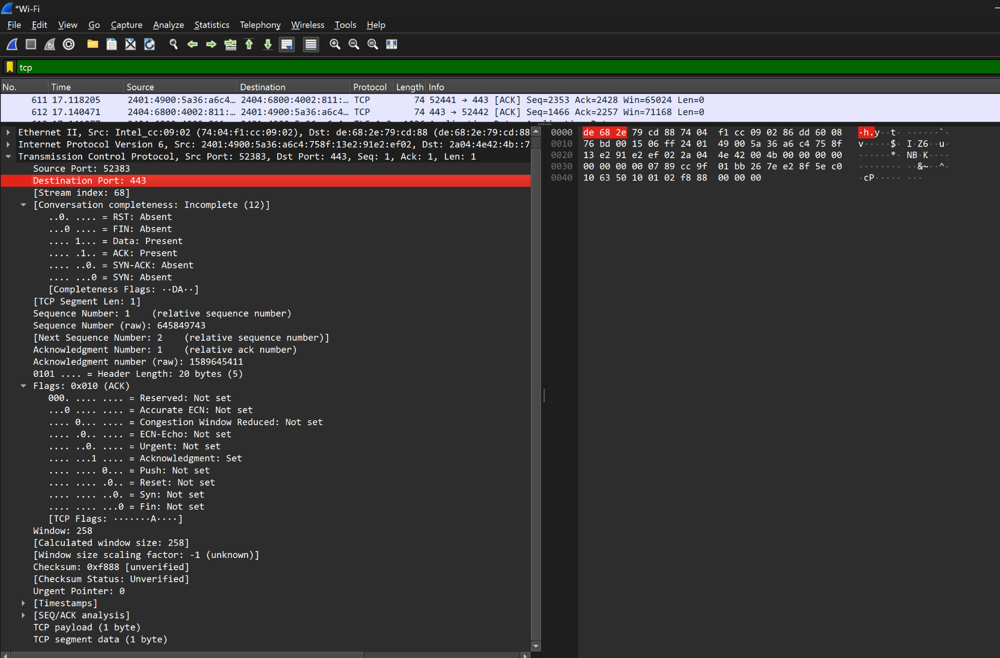 *Wi-Fi
File Edit View Go Capture Analyze Statistics Telephony Wireless Tools Help
tcp
No. Time Source Destination Protocol Length Info
611 17.118205 2401:4900:5a36:a6c4… 2404:6800:4002:811:… TCP 74 52441 → 443 [ACK] Seq=2353 Ack=2428 Win=65024 Len=0
612 17.140471 2404:6800:4002:811:… 2401:4900:5a36:a6c4… TCP 74 443 → 52442 [ACK] Seq=1466 Ack=2257 Win=71168 Len=0
Ethernet II, Src: Intel_cc:09:02 (74:04:f1:cc:09:02), Dst: de:68:2e:79:cd:88 (de:68:2e:79:cd:88
Internet Protocol Version 6, Src: 2401:4900:5a36:a6c4:758f:13e2:91e2:ef02, Dst: 2a04:4e42:4b::7
Transmission Control Protocol, Src Port: 52383, Dst Port: 443, Seq: 1, Ack: 1, Len: 1
Source Port: 52383
Destination Port: 443
[Stream index: 68]
[Conversation completeness: Incomplete (12)]
..0. .... = RST: Absent
...0 .... = FIN: Absent
.... 1... = Data: Present
.... .1.. = ACK: Present
.... ..0. = SYN-ACK: Absent
.... ...0 = SYN: Absent
[Completeness Flags: ··DA··]
[TCP Segment Len: 1]
Sequence Number: 1    (relative sequence number)
Sequence Number (raw): 645849743
[Next Sequence Number: 2    (relative sequence number)]
Acknowledgment Number: 1    (relative ack number)
Acknowledgment number (raw): 1589645411
0101 .... = Header Length: 20 bytes (5)
Flags: 0x010 (ACK)
000. .... .... = Reserved: Not set
...0 .... .... = Accurate ECN: Not set
.... 0... .... = Congestion Window Reduced: Not set
.... .0.. .... = ECN-Echo: Not set
.... ..0. .... = Urgent: Not set
.... ...1 .... = Acknowledgment: Set
.... .... 0... = Push: Not set
.... .... .0.. = Reset: Not set
.... .... ..0. = Syn: Not set
.... .... ...0 = Fin: Not set
[TCP Flags: ·······A····]
Window: 258
[Calculated window size: 258]
[Window size scaling factor: -1 (unknown)]
Checksum: 0xf888 [unverified]
[Checksum Status: Unverified]
Urgent Pointer: 0
[Timestamps]
[SEQ/ACK analysis]
TCP payload (1 byte)
TCP segment data (1 byte)
0000 de 68 2e 79 cd 88 74 04 f1 cc 09 02 86 dd 60 08 ·h.y··t· ······`·
0010 76 bd 00 15 06 ff 24 01 49 00 5a 36 a6 c4 75 8f v·····$· I·Z6··u·
0020 13 e2 91 e2 ef 02 2a 04 4e 42 00 4b 00 00 00 00 ······*· NB·K····
0030 00 00 00 00 07 89 cc 9f 01 bb 26 7e e2 8f 5e c0 ········ ··&~··^·
0040 10 63 50 10 01 02 f8 88 00 00 00 ·cP····· ···